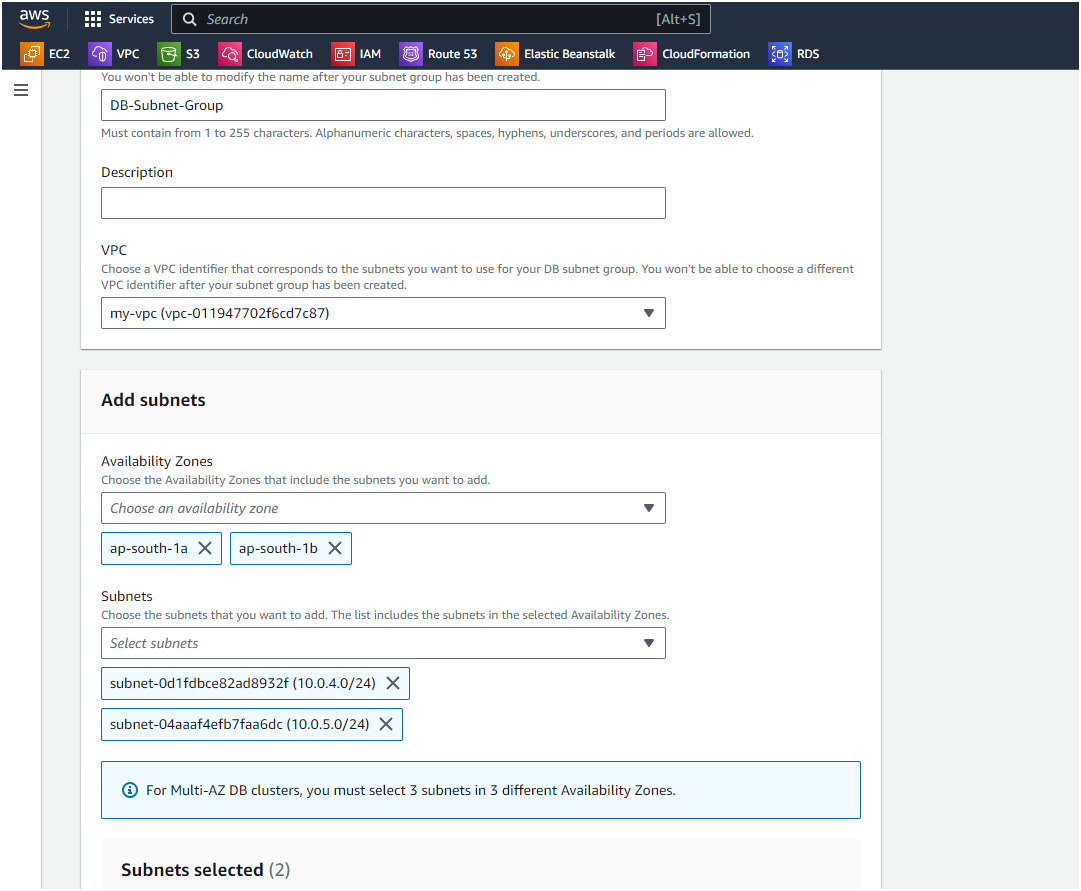 aws
Services
Search
[Alt+S]
EC2
VPC
S3
CloudWatch
IAM
Route 53
Elastic Beanstalk
CloudFormation
RDS
You won't be able to modify the name after your subnet group has been created.
DB-Subnet-Group
Must contain from 1 to 255 characters. Alphanumeric characters, spaces, hyphens, underscores, and periods are allowed.
Description
VPC
Choose a VPC identifier that corresponds to the subnets you want to use for your DB subnet group. You won't be able to choose a different
VPC identifier after your subnet group has been created.
my-vpc (vpc-011947702f6cd7c87)
Add subnets
Availability Zones
Choose the Availability Zones that include the subnets you want to add.
Choose an availability zone
ap-south-1a
ap-south-1b
Subnets
Choose the subnets that you want to add. The list includes the subnets in the selected Availability Zones.
Select subnets
subnet-0d1fdbce82ad8932f (10.0.4.0/24)
subnet-04aaaf4efb7faa6dc (10.0.5.0/24)
For Multi-AZ DB clusters, you must select 3 subnets in 3 different Availability Zones.
Subnets selected (2)